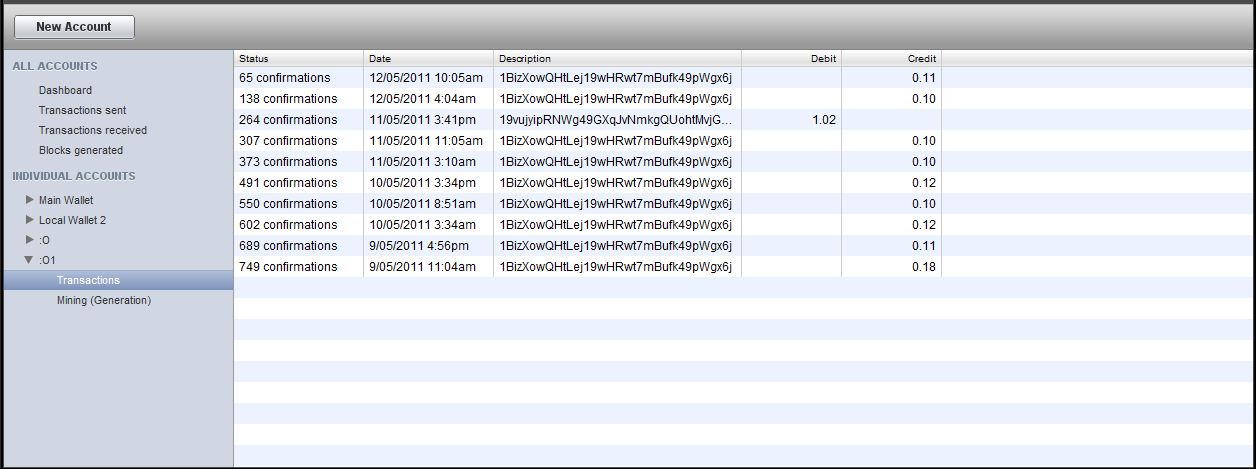 New Account
ALL ACCOUNTS
Dashboard
Transactions sent
Transactions received
Blocks generated
INDIVIDUAL ACCOUNTS
Main Wallet
Local Wallet 2
:O
:O1
Transactions
Mining (Generation)
Status Date Description Debit Credit
65 confirmations 12/05/2011 10:05am 1BizXowQHtLej19wHRwt7mBufk49pWgx6j 0.11
138 confirmations 12/05/2011 4:04am 1BizXowQHtLej19wHRwt7mBufk49pWgx6j 0.10
264 confirmations 11/05/2011 3:41pm 19vujyipRNWg49GXqJvNmkgQUohtMvjG... 1.02
307 confirmations 11/05/2011 11:05am 1BizXowQHtLej19wHRwt7mBufk49pWgx6j 0.10
373 confirmations 11/05/2011 3:10am 1BizXowQHtLej19wHRwt7mBufk49pWgx6j 0.10
491 confirmations 10/05/2011 3:34pm 1BizXowQHtLej19wHRwt7mBufk49pWgx6j 0.12
550 confirmations 10/05/2011 8:51am 1BizXowQHtLej19wHRwt7mBufk49pWgx6j 0.10
602 confirmations 10/05/2011 3:34am 1BizXowQHtLej19wHRwt7mBufk49pWgx6j 0.12
689 confirmations 9/05/2011 4:56pm 1BizXowQHtLej19wHRwt7mBufk49pWgx6j 0.11
749 confirmations 9/05/2011 11:04am 1BizXowQHtLej19wHRwt7mBufk49pWgx6j 0.18